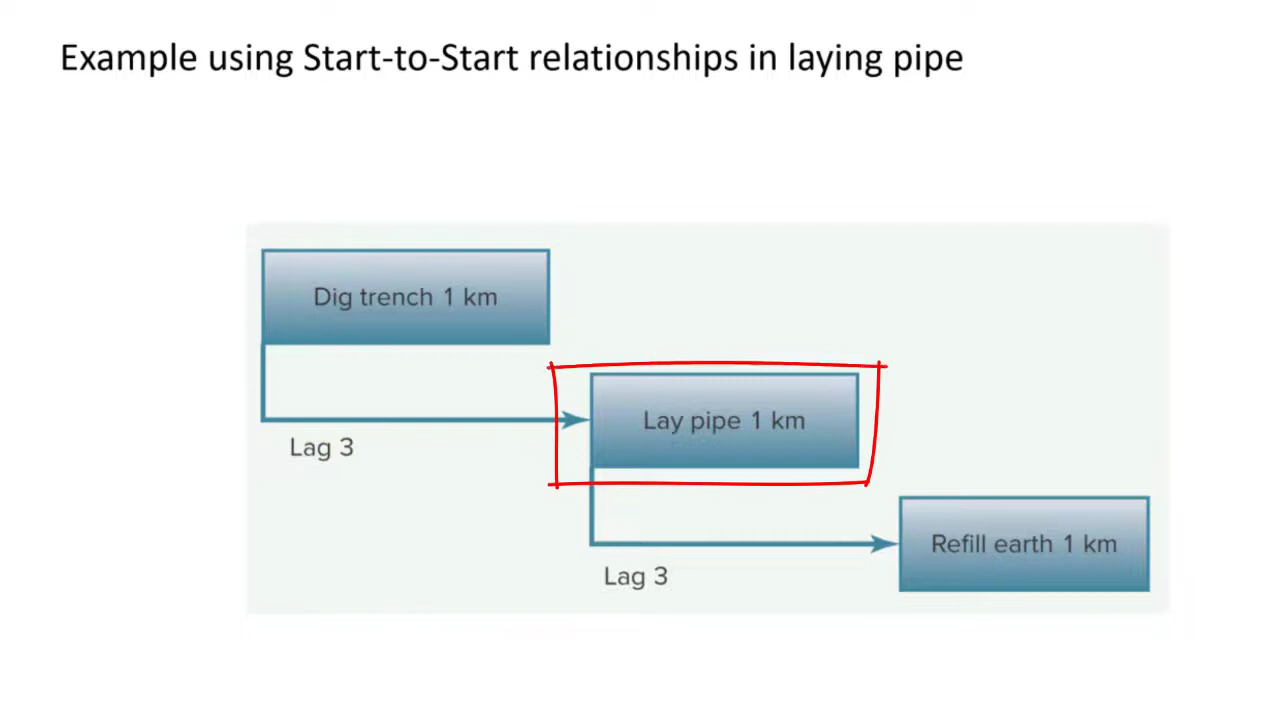 Example using Start-to-Start relationships in laying pipe
Dig trench 1 km
Lay pipe 1 km
Lag 3
Refill earth 1 km
Lag 3